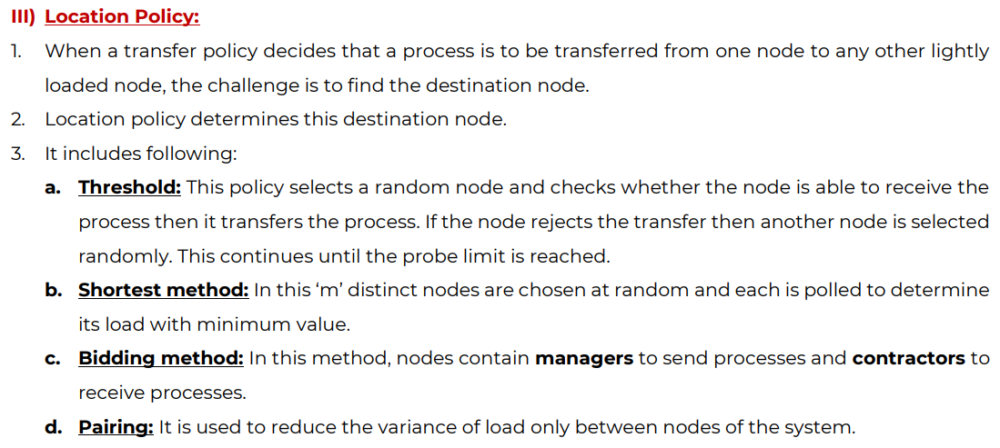 III) Location Policy:
1. When a transfer policy decides that a process is to be transferred from one node to any other lightly
loaded node, the challenge is to find the destination node.
2. Location policy determines this destination node.
3. It includes following:
a. Threshold: This policy selects a random node and checks whether the node is able to receive the
process then it transfers the process. If the node rejects the transfer then another node is selected
randomly. This continues until the probe limit is reached.
b. Shortest method: In this ‘m’ distinct nodes are chosen at random and each is polled to determine
its load with minimum value.
c. Bidding method: In this method, nodes contain managers to send processes and contractors to
receive processes.
d. Pairing: It is used to reduce the variance of load only between nodes of the system.